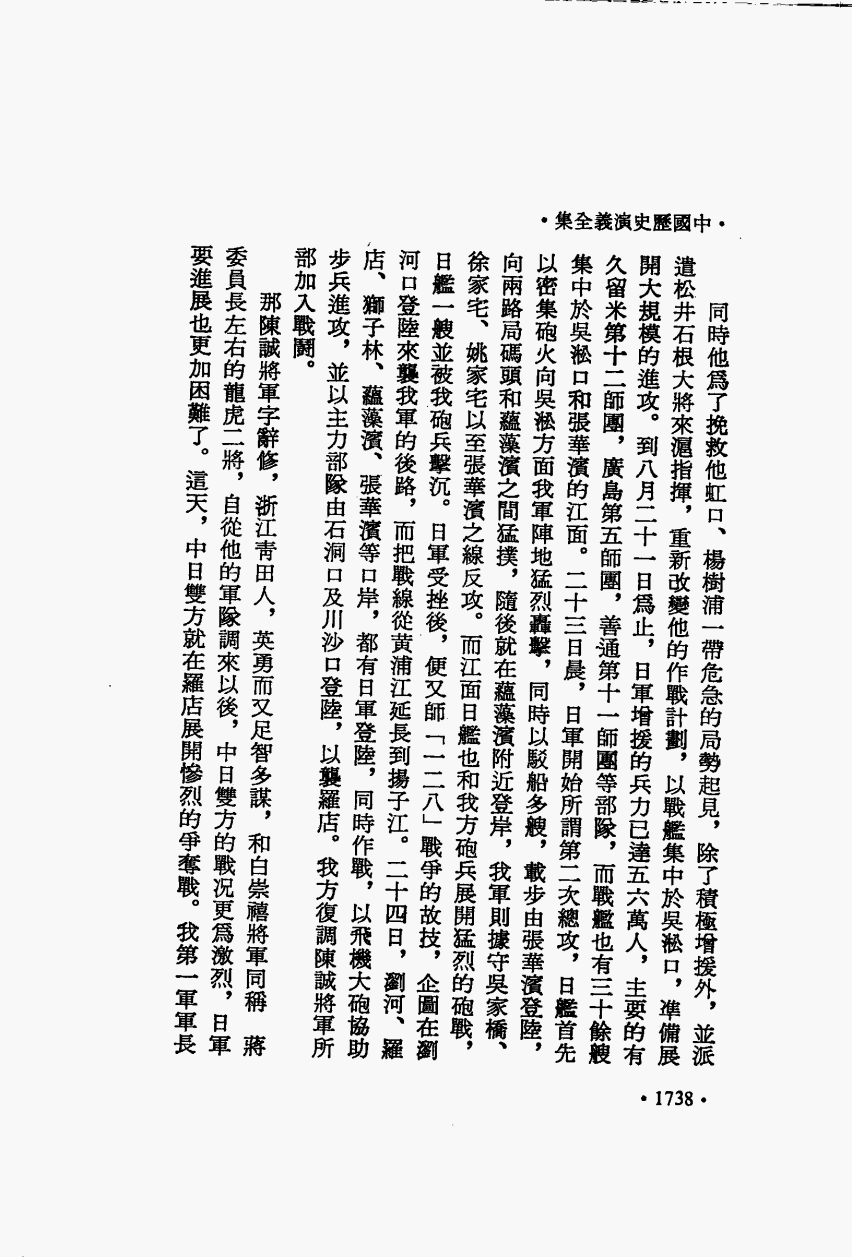 •中國歷史演義全集•
同時他爲了挽救他虹口、楊樹浦一帶危急的局勢起見，除了積極增援外，並派
遣松井石根大將來滬指揮，重新改變他的作戰計劃，以戰艦集中於吳淞口，準備展
開大規模的進攻。到八月二十一日爲止，日軍增援的兵力已達五六萬人，主要的有
久留米第十二師團，廣島第五師團，善通第十一師團等部隊，而戰艦也有三十餘艘
集中於吳淞口和張華濱的江面。二十三日晨，日軍開始所謂第二次總攻，日艦首先
以密集砲火向吳淞方面我軍陣地猛烈轟擊，同時以駁船多艘，載步由張華濱登陸，
向兩路局碼頭和蘊藻濱之間猛撲，隨後就在蘊藻濱附近登岸，我軍則據守吳家橋、
徐家宅、姚家宅以至張華濱之線反攻。而江面日艦也和我方砲兵展開猛烈的砲戰，
日艦一艘並被我砲兵擊沉。日軍受挫後，便又師「一二八」戰爭的故技，企圖在瀏
河口登陸來襲我軍的後路，而把戰線從黃浦江延長到揚子江。二十四日，瀏河、羅
店、獅子林、蘊藻濱、張華濱等口岸，都有日軍登陸，同時作戰，以飛機大砲協助
步兵進攻，並以主力部隊由石洞口及川沙口登陸，以襲羅店。我方復調陳誠將軍所
部加入戰鬪。
那陳誠將軍字辭修，浙江靑田人，英勇而又足智多謀，和白崇禧將軍同稱　蔣
委員長左右的龍虎二將，自從他的軍隊調來以後，中日雙方的戰況更爲激烈，日軍
要進展也更加困難了。這天，中日雙方就在羅店展開慘烈的爭奪戰。我第一軍軍長
•1738•